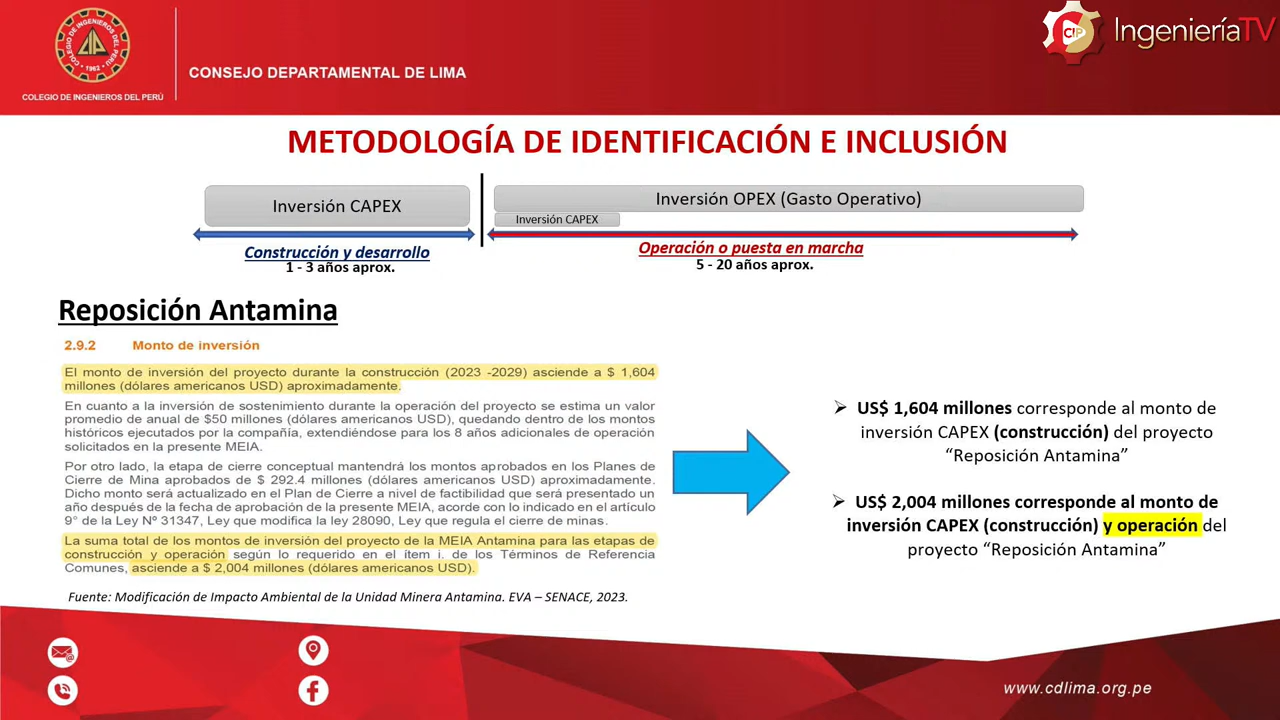 COLEGIO DE INGENIEROS DEL PERÚ
1962
COLEGIO DE INGENIEROS DEL PERÚ
CONSEJO DEPARTAMENTAL DE LIMA
CIP
IngenieríaTV
METODOLOGÍA DE IDENTIFICACIÓN E INCLUSIÓN
Inversión CAPEX
Inversión OPEX (Gasto Operativo)
Inversión CAPEX
Construcción y desarrollo
1 - 3 años aprox.
Operación o puesta en marcha
5 - 20 años aprox.
Reposición Antamina
2.9.2 Monto de inversión
El monto de inversión del proyecto durante la construcción (2023 -2029) asciende a $ 1,604
millones (dólares americanos USD) aproximadamente.
En cuanto a la inversión de sostenimiento durante la operación del proyecto se estima un valor
promedio de anual de $50 millones (dólares americanos USD), quedando dentro de los montos
históricos ejecutados por la compañía, extendiéndose para los 8 años adicionales de operación
solicitados en la presente MEIA.
Por otro lado, la etapa de cierre conceptual mantendrá los montos aprobados en los Planes de
Cierre de Mina aprobados de $ 292.4 millones (dólares americanos USD) aproximadamente.
Dicho monto será actualizado en el Plan de Cierre a nivel de factibilidad que será presentado un
año después de la fecha de aprobación de la presente MEIA, acorde con lo indicado en el artículo
9° de la Ley Nº 31347, Ley que modifica la ley 28090, Ley que regula el cierre de minas.
La suma total de los montos de inversión del proyecto de la MEIA Antamina para las etapas de
construcción y operación según lo requerido en el ítem i. de los Términos de Referencia
Comunes, asciende a $ 2,004 millones (dólares americanos USD).
Fuente: Modificación de Impacto Ambiental de la Unidad Minera Antamina. EVA – SENACE, 2023.
➢ US$ 1,604 millones corresponde al monto de
inversión CAPEX (construcción) del proyecto
“Reposición Antamina”
➢ US$ 2,004 millones corresponde al monto de
inversión CAPEX (construcción) y operación del
proyecto “Reposición Antamina”
www.cdlima.org.pe